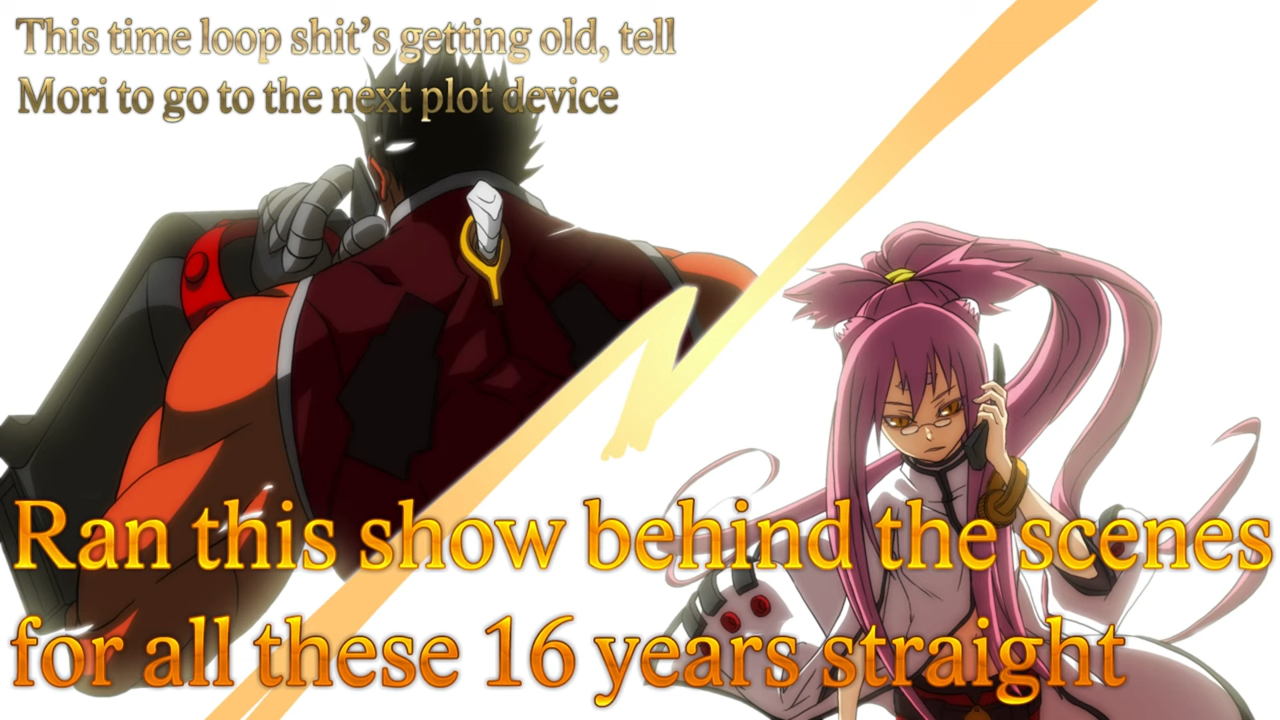 This time loop shit’s getting old, tell
Mori to go to the next plot device
Ran this show behind the scenes
for all these 16 years straight